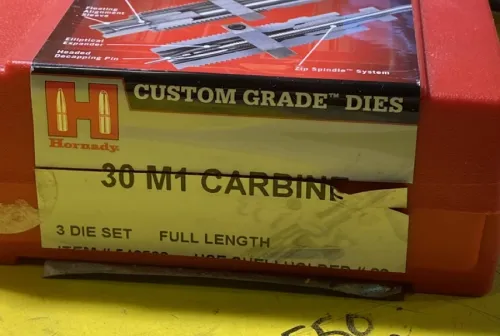 Floating
Alignment
Sleeve
Elliptical
Expander
Headed
Decapping Pin
Zip Spindle™ System
CUSTOM GRADE™ DIES
H
Hornady
30 M1 CARBINE
3 DIE SET FULL LENGTH